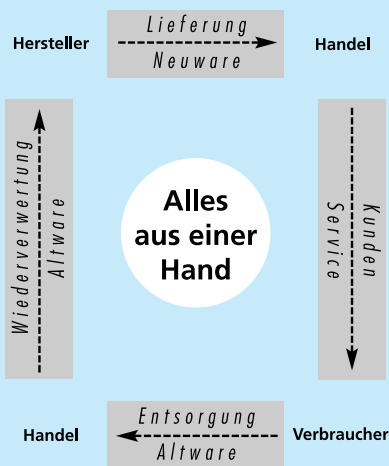 Hersteller
Lieferung
Neuware
Handel
Kunden
Service
Verbraucher
Entsorgung
Altware
Handel
Wiederverwertung
Altware
Alles
aus einer
Hand